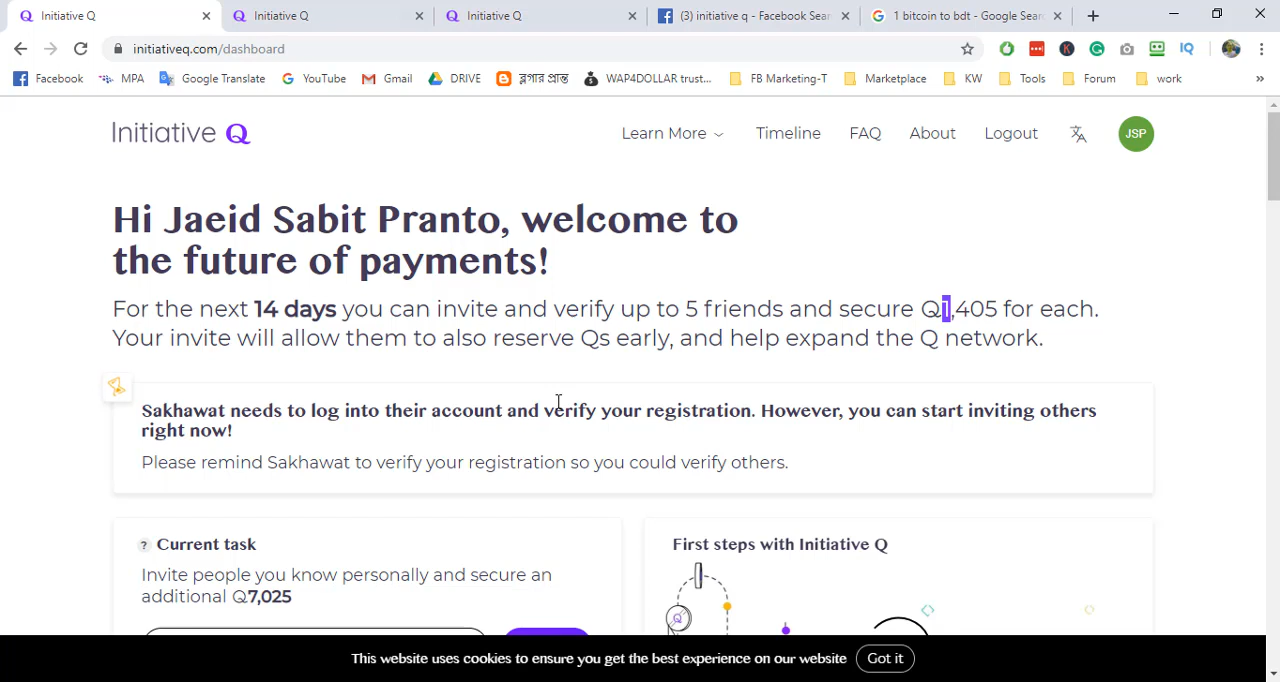 Initiative Q
Initiative Q
Initiative Q
(3) initiative q - Facebook Sear
1 bitcoin to bdt - Google Sear
initiativeq.com/dashboard
Facebook
MPA
Google Translate
YouTube
Gmail
DRIVE
ব্লগার প্রান্ত
WAP4DOLLAR trust...
FB Marketing-T
Marketplace
KW
Tools
Forum
work
Initiative Q
Learn More
Timeline
FAQ
About
Logout
JSP
Hi Jaeid Sabit Pranto, welcome to
the future of payments!
For the next 14 days you can invite and verify up to 5 friends and secure Q1,405 for each.
Your invite will allow them to also reserve Qs early, and help expand the Q network.
Sakhawat needs to log into their account and verify your registration. However, you can start inviting others
right now!
Please remind Sakhawat to verify your registration so you could verify others.
? Current task
Invite people you know personally and secure an
additional Q7,025
First steps with Initiative Q
This website uses cookies to ensure you get the best experience on our website
Got it